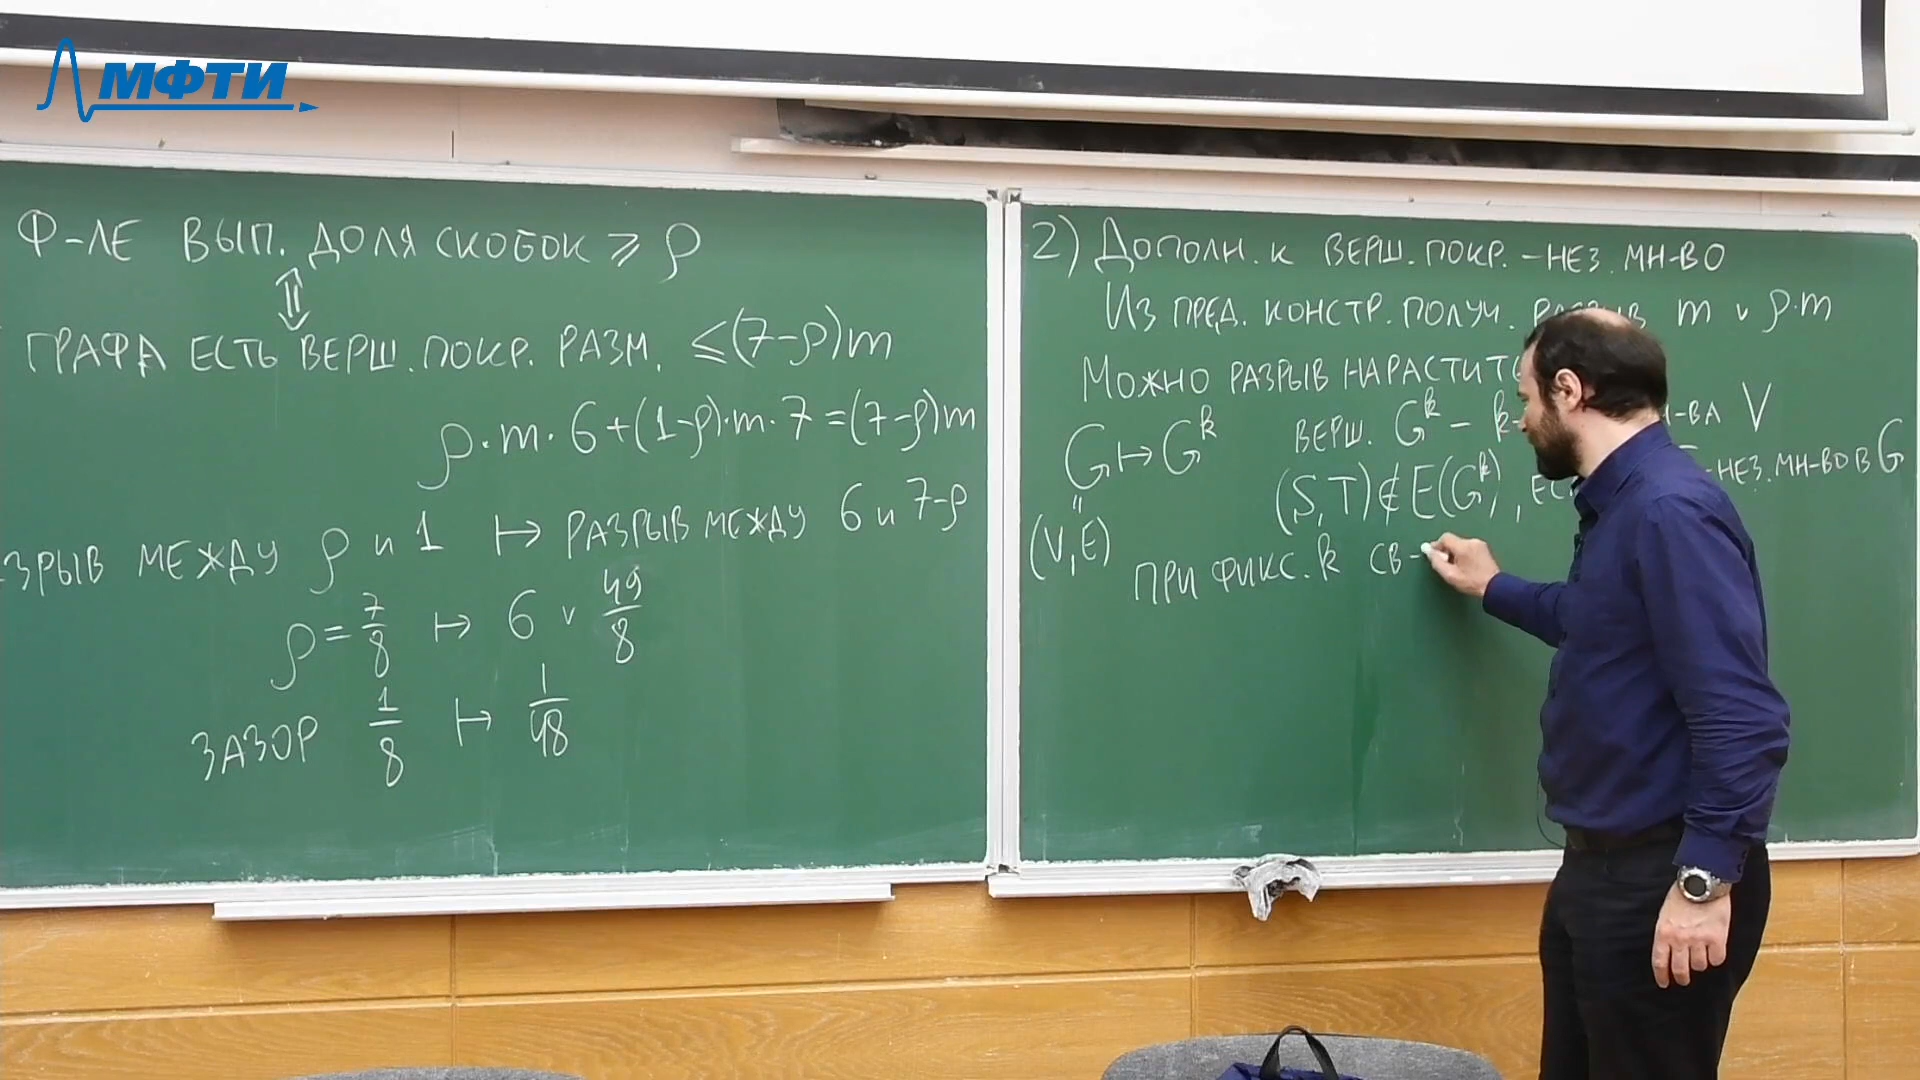 МФТИ
Ф-ЛЕ ВЫП. ДОЛЯ СКОБОК ⩾ ρ
⇕
ГРАФА ЕСТЬ ВЕРШ. ПОКР. РАЗМ. ⩽(7-ρ)m
ρ·m·6+(1-ρ)·m·7=(7-ρ)m
ЗРЫВ МЕЖДУ ρ и 1 ↦ РАЗРЫВ МЕЖДУ 6 и 7-ρ
ρ=7/8 ↦ 6 v 49/8
ЗАЗОР 1/8 ↦ 1/48
2) ДОПОЛН. К ВЕРШ. ПОКР. - НЕЗ. МН-ВО
ИЗ ПРЕД. КОНСТР. ПОЛУЧ. m v ρ·m
МОЖНО РАЗРЫВ НАРАСТИТ
G↦G^k ВЕРШ. G^k - k- -ВА V
"
(V,E)
(S,T)∉E(G^k), -НЕЗ. МН-ВО В G
ПРИ ФИКС. k СВ-